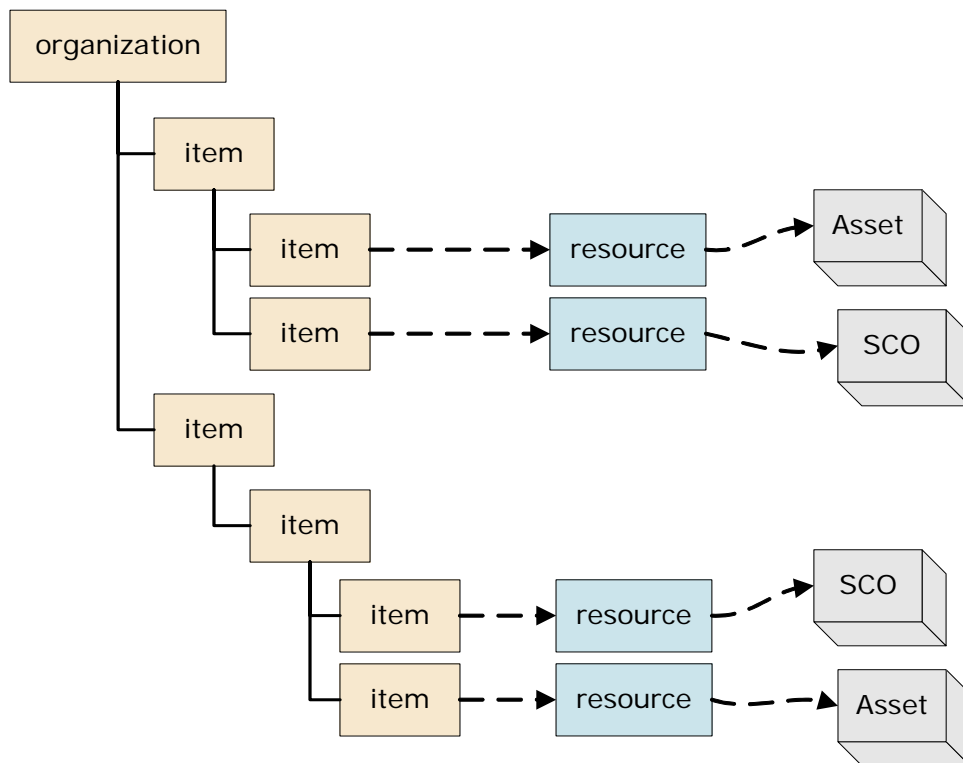 organization
item
item
resource
Asset
item
resource
SCO
item
item
item
resource
SCO
item
resource
Asset